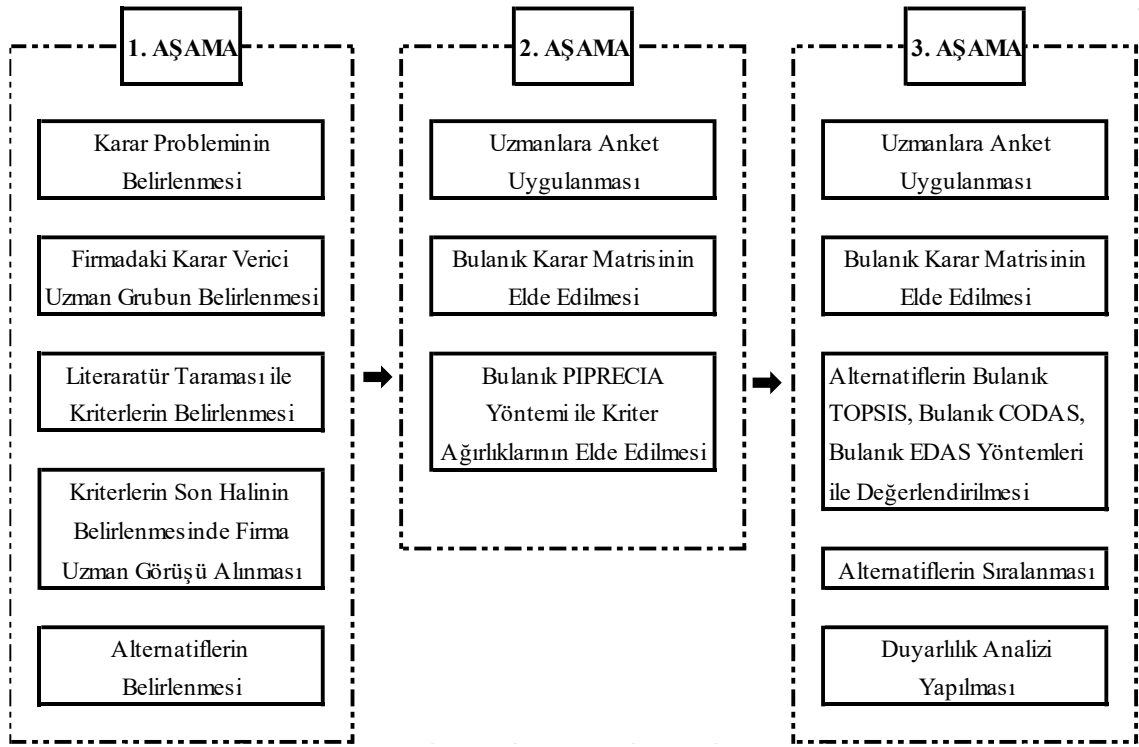 1. AŞAMA
Karar Probleminin
Belirlenmesi
Firmadaki Karar Verici
Uzman Grubun Belirlenmesi
Literaratür Taraması ile
Kriterlerin Belirlenmesi
Kriterlerin Son Halinin
Belirlenmesinde Firma
Uzman Görüşü Alınması
Alternatiflerin
Belirlenmesi
2. AŞAMA
Uzmanlara Anket
Uygulanması
Bulanık Karar Matrisinin
Elde Edilmesi
Bulanık PIPRECIA
Yöntemi ile Kriter
Ağırlıklarının Elde Edilmesi
3. AŞAMA
Uzmanlara Anket
Uygulanması
Bulanık Karar Matrisinin
Elde Edilmesi
Alternatiflerin Bulanık
TOPSIS, Bulanık CODAS,
Bulanık EDAS Yöntemleri
ile Değerlendirilmesi
Alternatiflerin Sıralanması
Duyarlılık Analizi
Yapılması